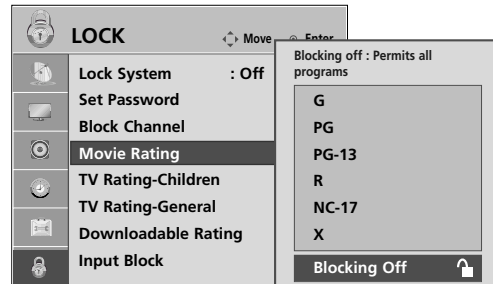 LOCK
Move
Enter
Lock System : Off
Set Password
Block Channel
Movie Rating
TV Rating-Children
TV Rating-General
Downloadable Rating
Input Block
Blocking off : Permits all
programs
G
PG
PG-13
R
NC-17
X
Blocking Off